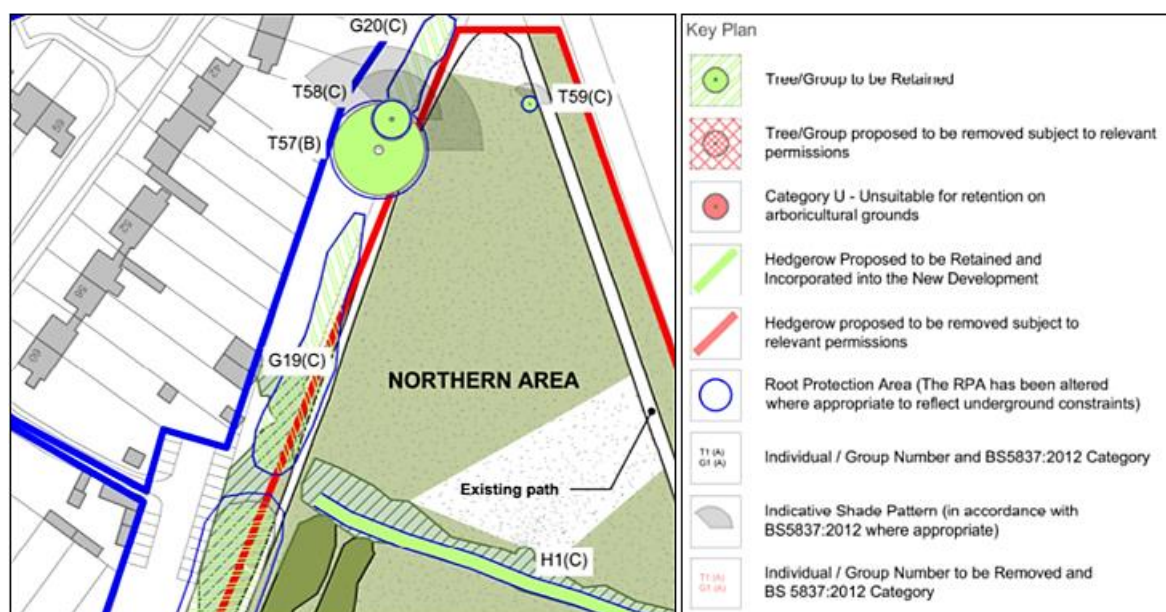 G20(C)
T58(C)
T59(C)
T57(B)
G19(C)
NORTHERN AREA
Existing path
H1(C)
42
59
52
58
60
Key Plan
Tree/Group to be Retained
Tree/Group proposed to be removed subject to relevant
permissions
Category U - Unsuitable for retention on
arboricultural grounds
Hedgerow Proposed to be Retained and
Incorporated into the New Development
Hedgerow proposed to be removed subject to
relevant permissions
Root Protection Area (The RPA has been altered
where appropriate to reflect underground constraints)
T1 (A)
G1 (A)
Individual / Group Number and BS5837:2012 Category
Indicative Shade Pattern (in accordance with
BS5837:2012 where appropriate)
T1 (A)
G1 (A)
Individual / Group Number to be Removed and
BS 5837:2012 Category